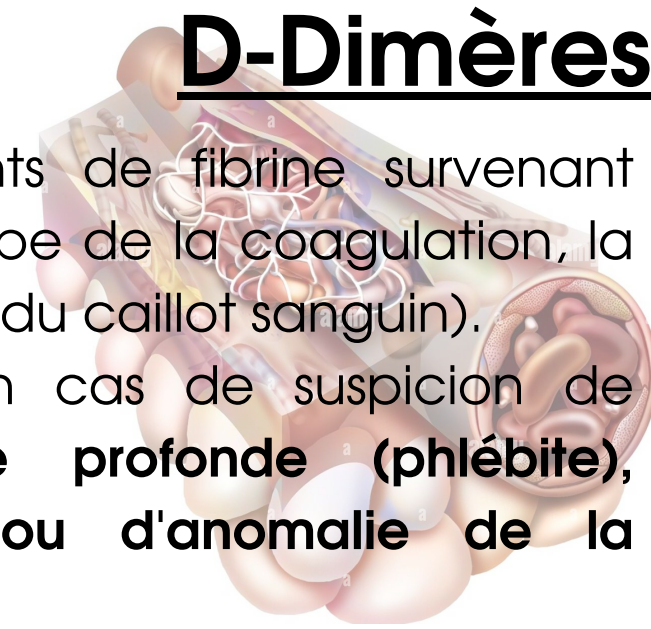 D-Dimères
nts de fibrine survenant
pe de la coagulation, la
du caillot sanguin).
n cas de suspicion de
e profonde (phlébite),
ou d'anomalie de la